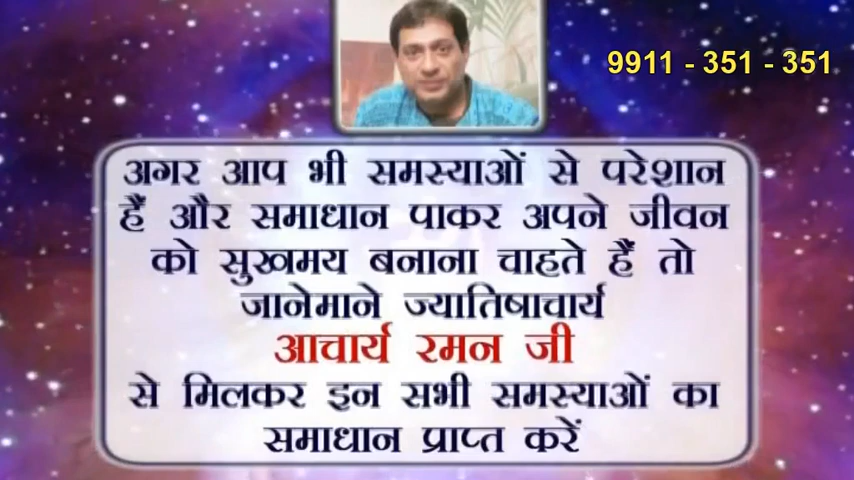 9911 - 351 - 351
अगर आप भी समस्याओं से परेशान
हैं और समाधान पाकर अपने जीवन
को सुखमय बनाना चाहते हैं तो
जानेमाने ज्यातिषाचार्य
आचार्य रमन जी
से मिलकर इन सभी समस्याओं का
समाधान प्राप्त करें